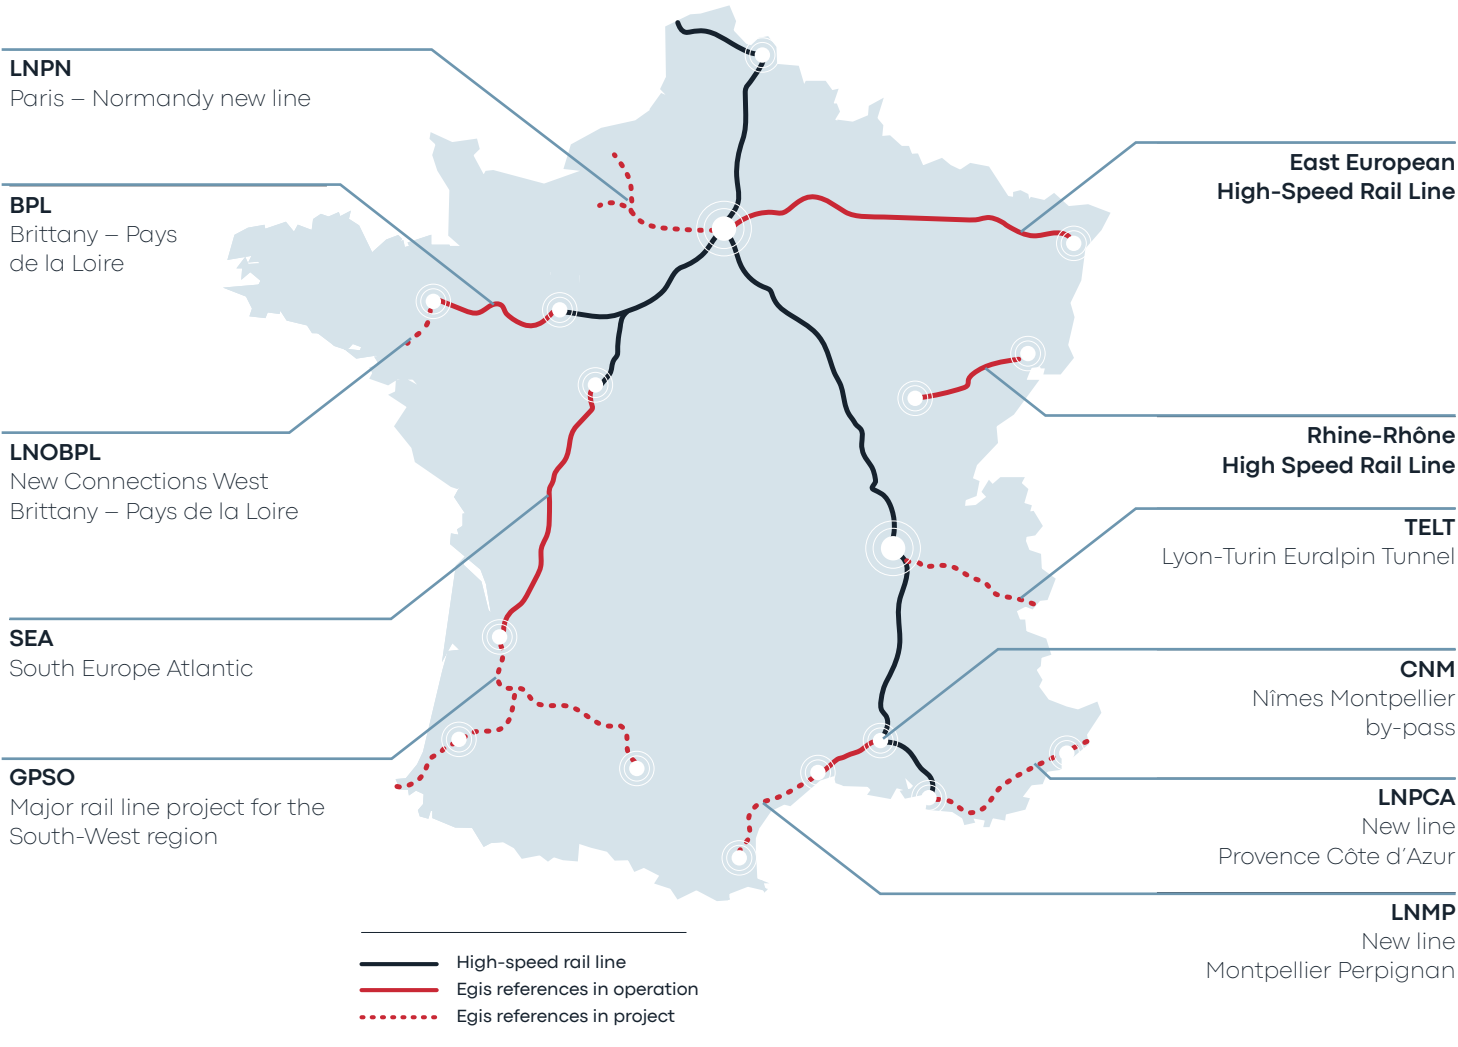 LNPN
Paris – Normandy new line
BPL
Brittany – Pays
de la Loire
LNOBPL
New Connections West
Brittany – Pays de la Loire
SEA
South Europe Atlantic
GPSO
Major rail line project for the
South-West region
East European
High-Speed Rail Line
Rhine-Rhône
High Speed Rail Line
TELT
Lyon-Turin Euralpin Tunnel
CNM
Nîmes Montpellier
by-pass
LNPCA
New line
Provence Côte d’Azur
LNMP
New line
Montpellier Perpignan
High-speed rail line
Egis references in operation
Egis references in project